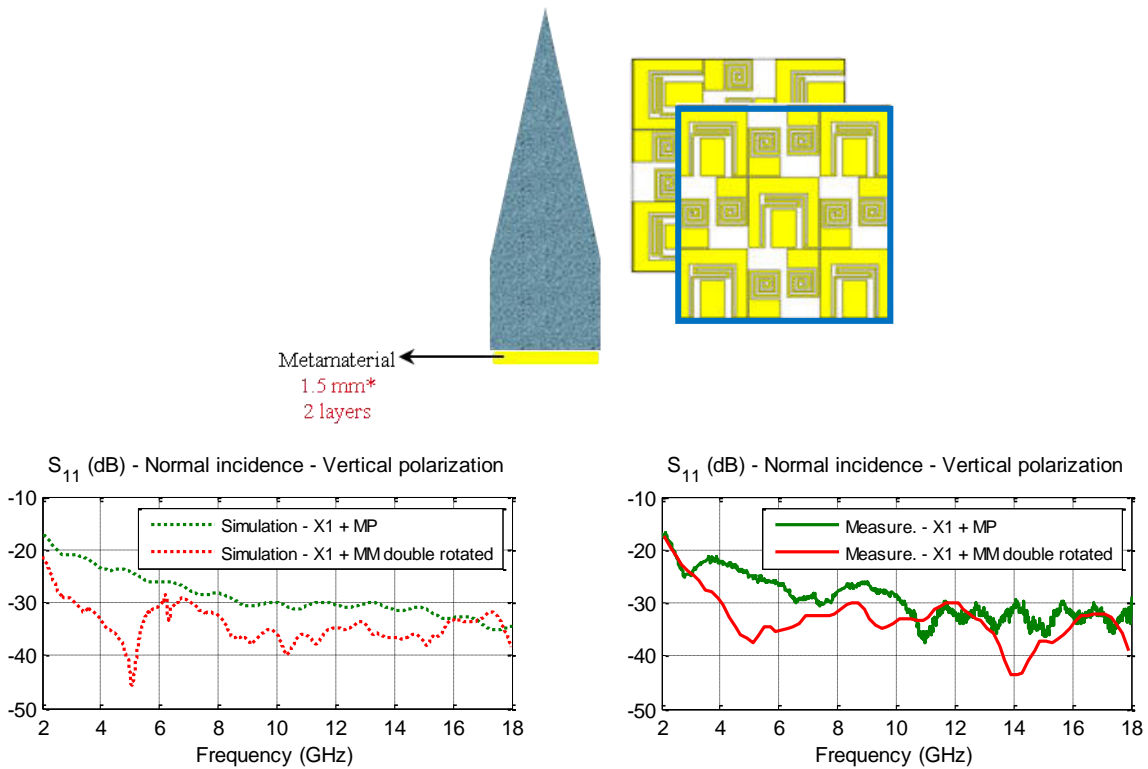 Metamaterial
1.5 mm*
2 layers
S11 (dB) - Normal incidence - Vertical polarization
-10
-20
-30
-40
-50
Simulation - X1 + MP
Simulation - X1 + MM double rotated
2 4 6 8 10 12 14 16 18
Frequency (GHz)
S11 (dB) - Normal incidence - Vertical polarization
-10
-20
-30
-40
-50
Measure. - X1 + MP
Measure. - X1 + MM double rotated
2 4 6 8 10 12 14 16 18
Frequency (GHz)